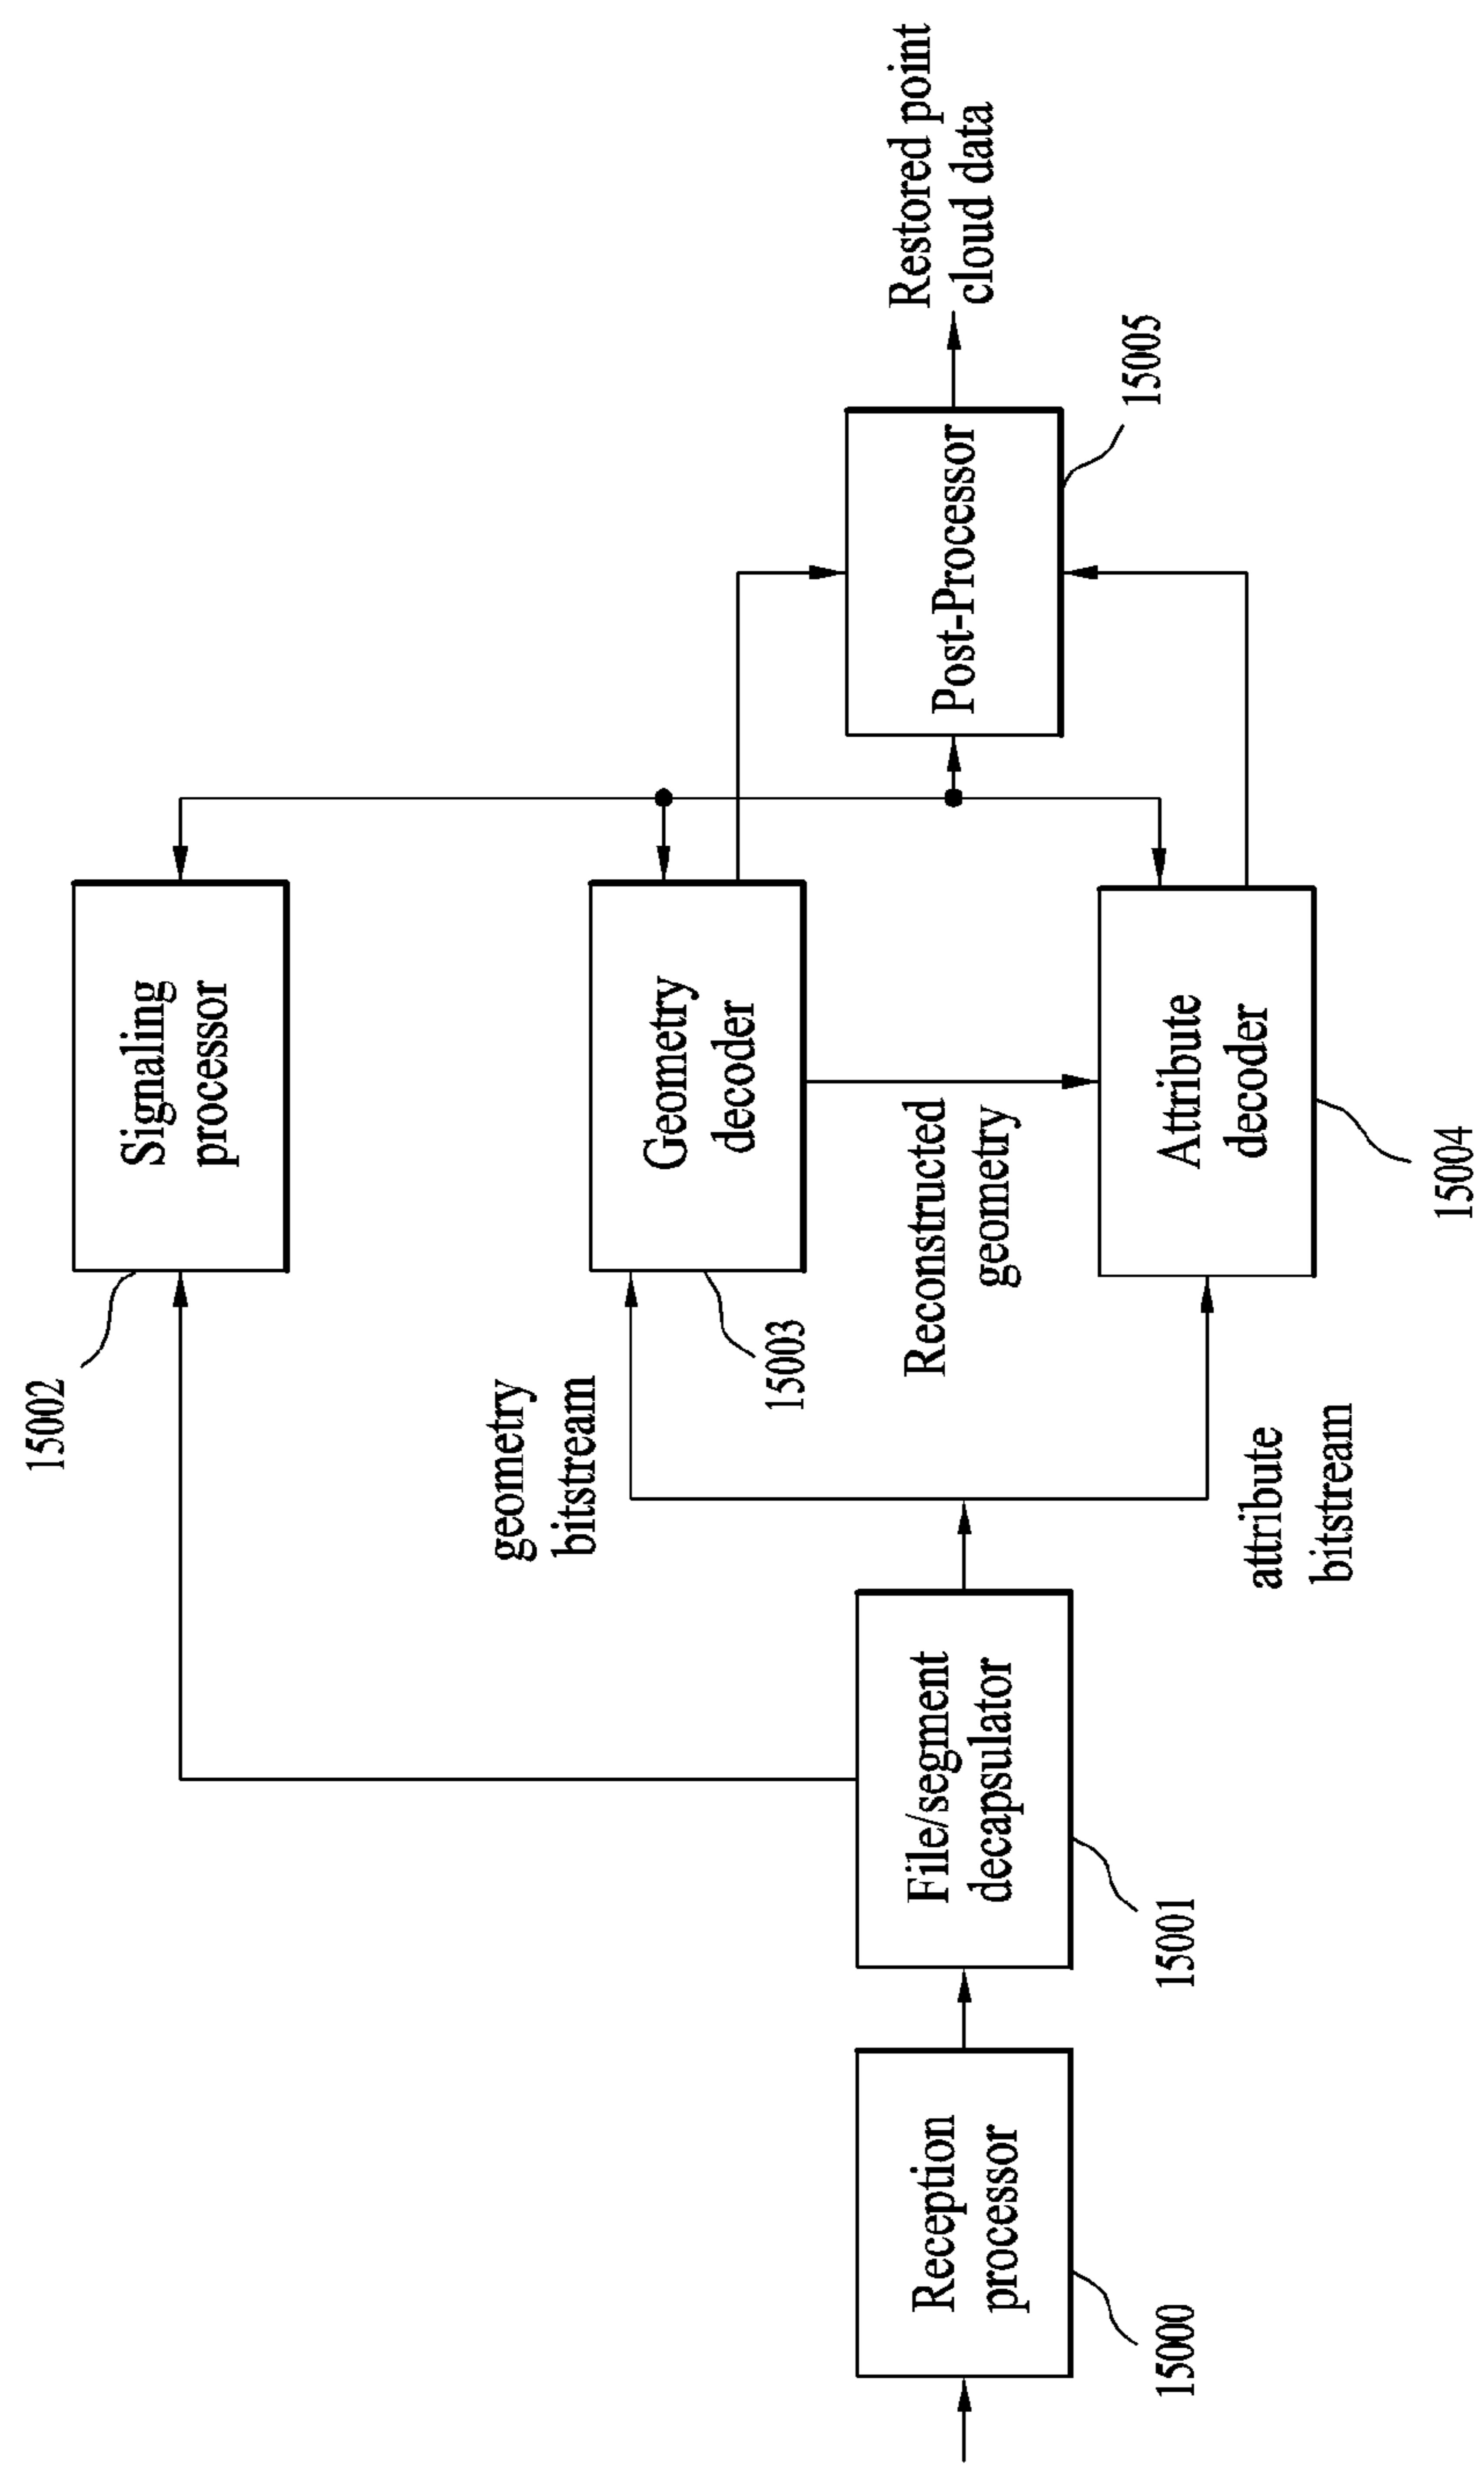 15002
Signaling
processor
geometry
bitstream
15003
Geometry
decoder
Reception
processor
15000
File/segment
decapsulator
15001
Reconstructed
geometry
Post-Processor
15005
Restored point
cloud data
attribute
bitstream
Attribute
decoder
15004